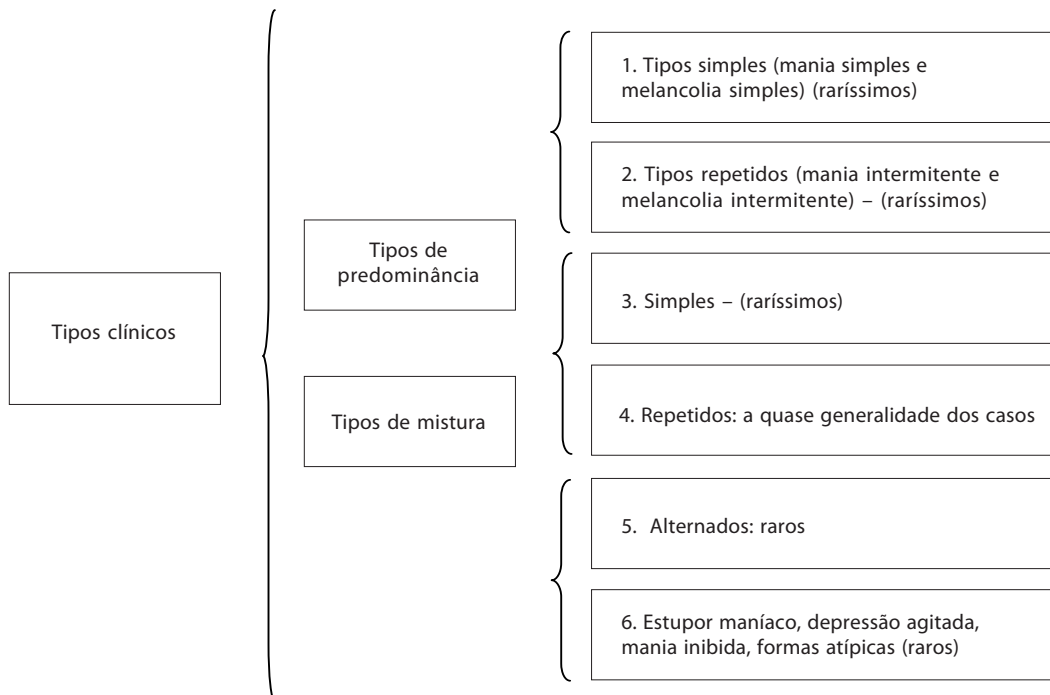 Tipos clínicos
Tipos de
predominância
Tipos de mistura
1. Tipos simples (mania simples e
melancolia simples) (raríssimos)
2. Tipos repetidos (mania intermitente e
melancolia intermitente) – (raríssimos)
3. Simples – (raríssimos)
4. Repetidos: a quase generalidade dos casos
5. Alternados: raros
6. Estupor maníaco, depressão agitada,
mania inibida, formas atípicas (raros)